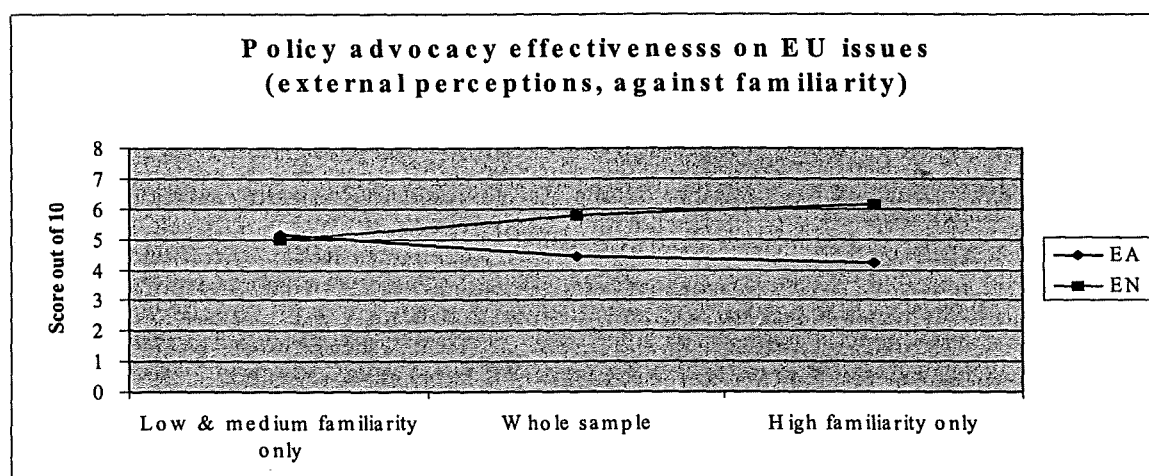 Policy advocacy effectivenesss on EU issues
(external perceptions, against familiarity)
Score out of 10
8
7
6
5
4
3
2
1
0
Low & medium familiarity
only
Whole sample
High familiarity only
EA
EN